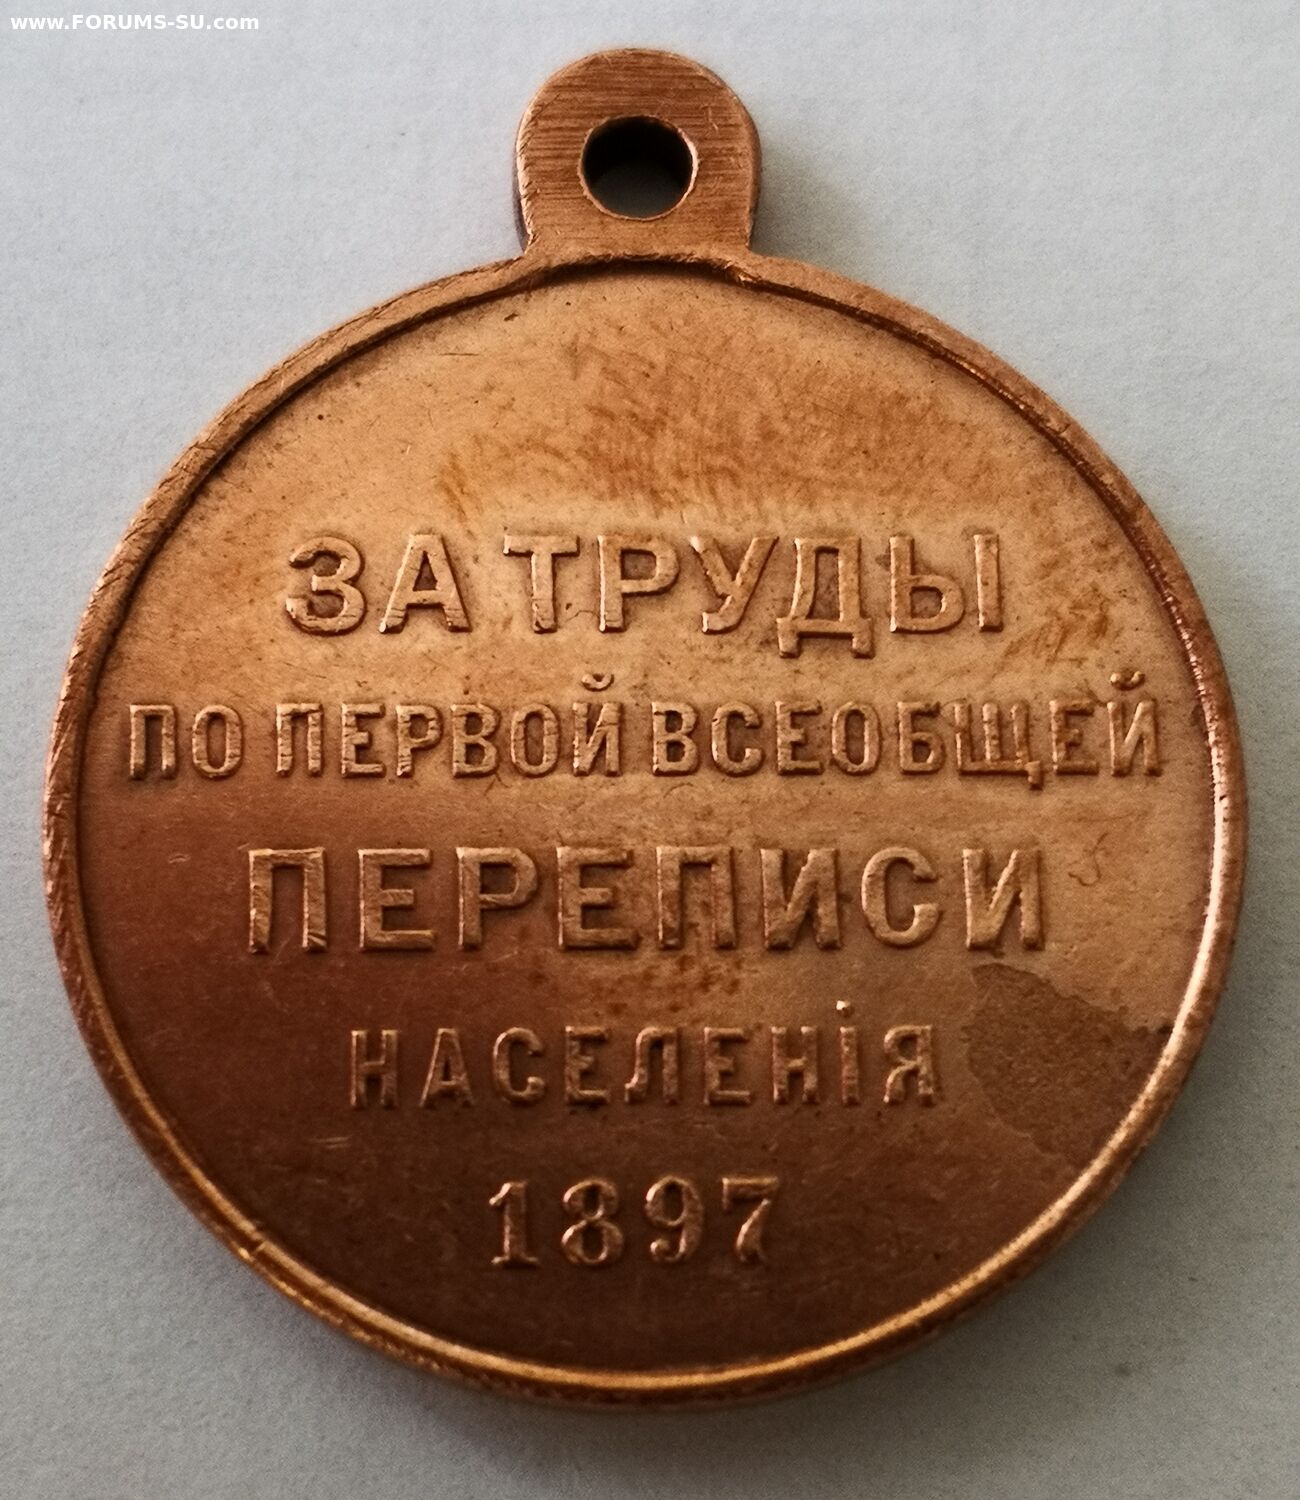 www.FORUMS-SU.com
ЗА ТРУДЫ
ПО ПЕРВОЙ ВСЕОБЩЕЙ
ПЕРЕПИСИ
НАСЕЛЕНІЯ
1897